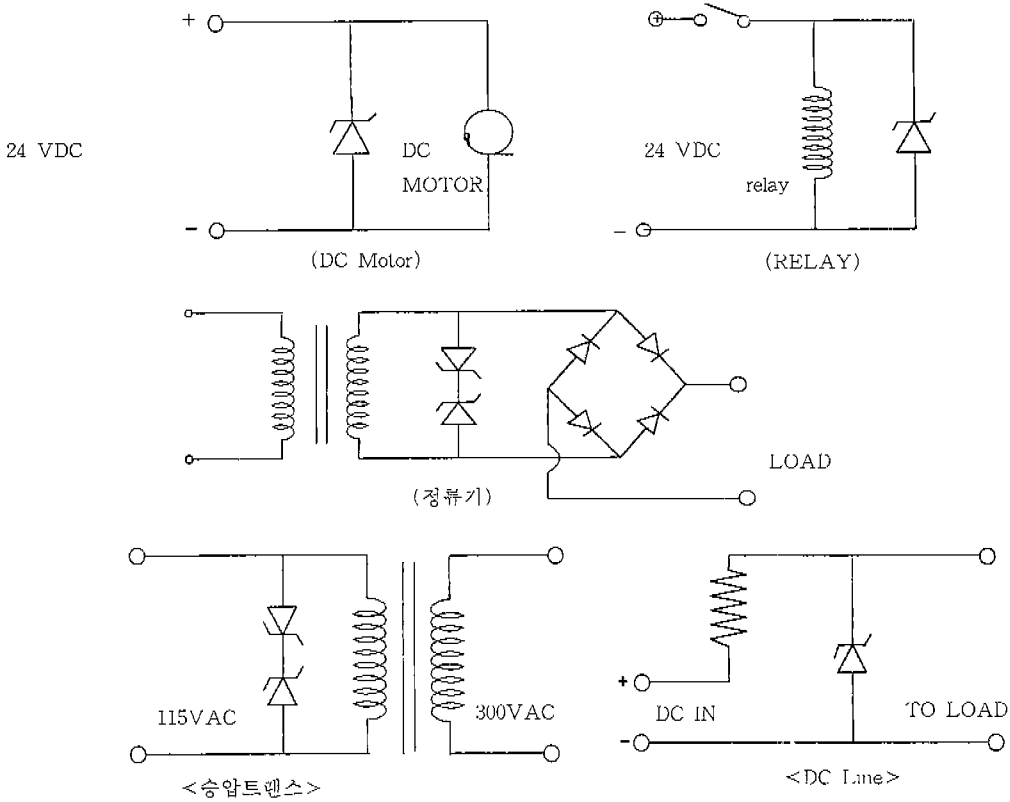 +
24 VDC
DC
MOTOR
-
(DC Motor)
+
24 VDC
relay
-
(RELAY)
LOAD
(정류기)
115VAC
300VAC
<승압트랜스>
+
DC IN
TO LOAD
-
<DC Line>